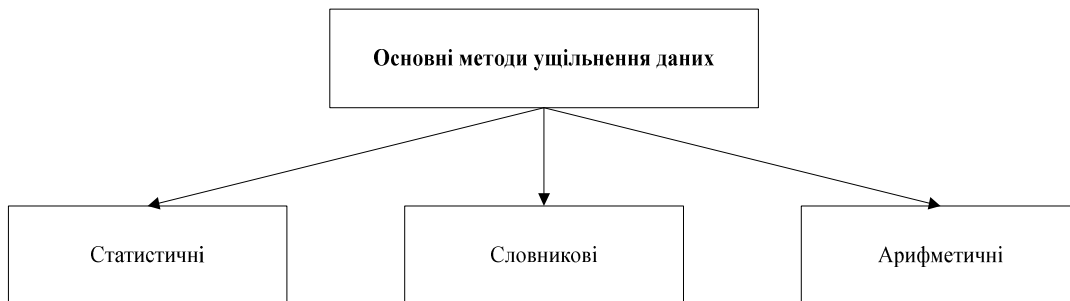 Основні методи ущільнення даних
Статистичні
Словникові
Арифметичні